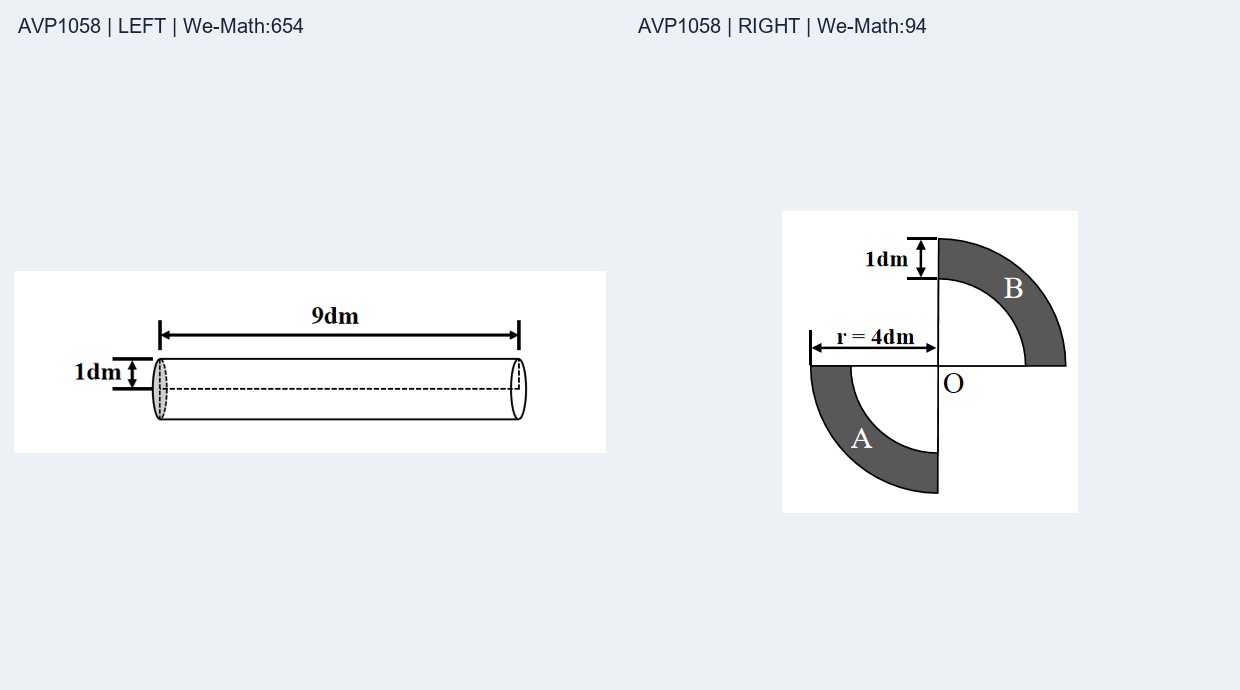 AVP1058 | LEFT | We-Math:654
AVP1058 | RIGHT | We-Math:94
9dm
1dm
1dm
B
r = 4dm
O
A